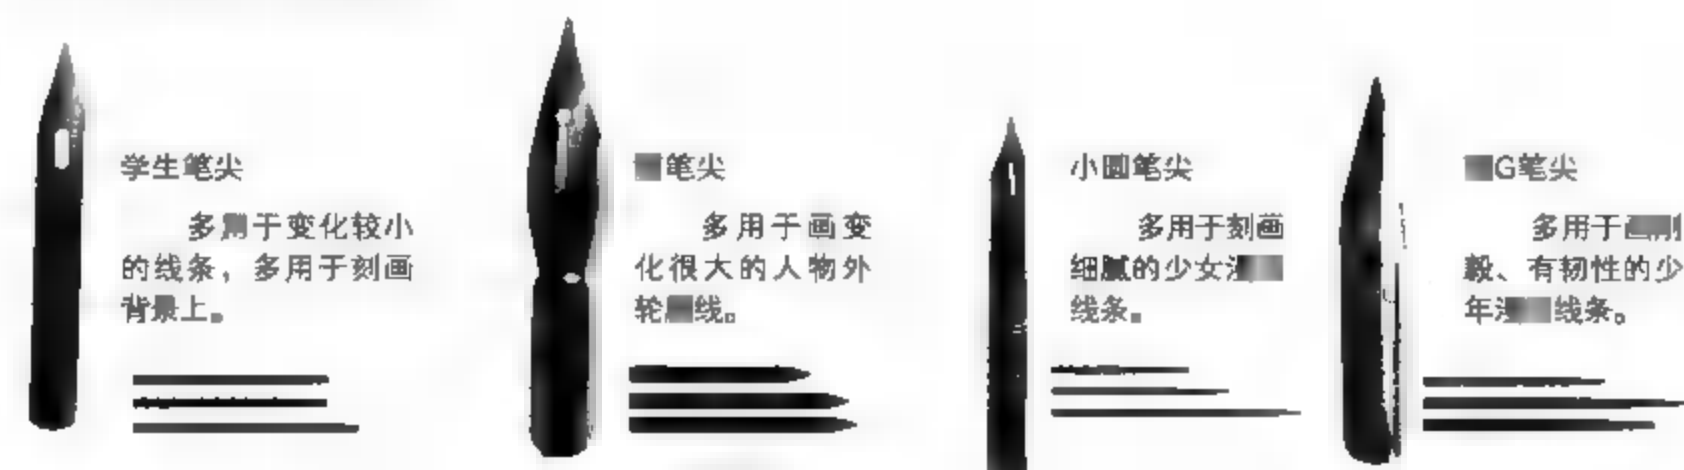 学生笔尖
多用于变化较小
的线条，多用于刻画
背景上。
笔尖
多用于画变
化很大的人物外
轮线。
小圆笔尖
多用于刻画
细腻的少女
线条。
G笔尖
多用于
毅、有韧性的少
年线条。